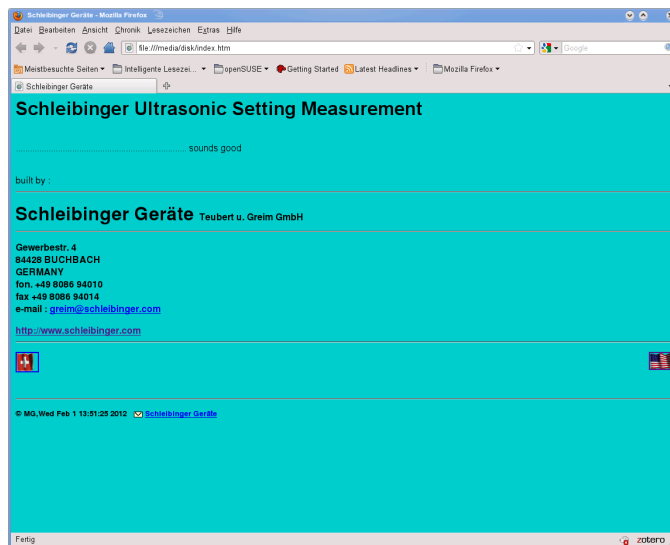 Schleibinger Geräte - Mozilla Firefox
Datei Bearbeiten Ansicht Chronik Lesezeichen Extras Hilfe
file:///media/disk/index.htm
Google
Meistbesuchte Seiten Intelligente Lesezei... openSUSE Getting Started Latest Headlines Mozilla Firefox
Schleibinger Geräte
Schleibinger Ultrasonic Setting Measurement
........................................................................ sounds good
built by :
Schleibinger Geräte Teubert u. Greim GmbH
Gewerbestr. 4
84428 BUCHBACH
GERMANY
fon. +49 8086 94010
fax +49 8086 94014
e-mail : greim@schleibinger.com
http://www.schleibinger.com
© MG,Wed Feb 1 13:51:25 2012 Schleibinger Geräte
Fertig
zotero